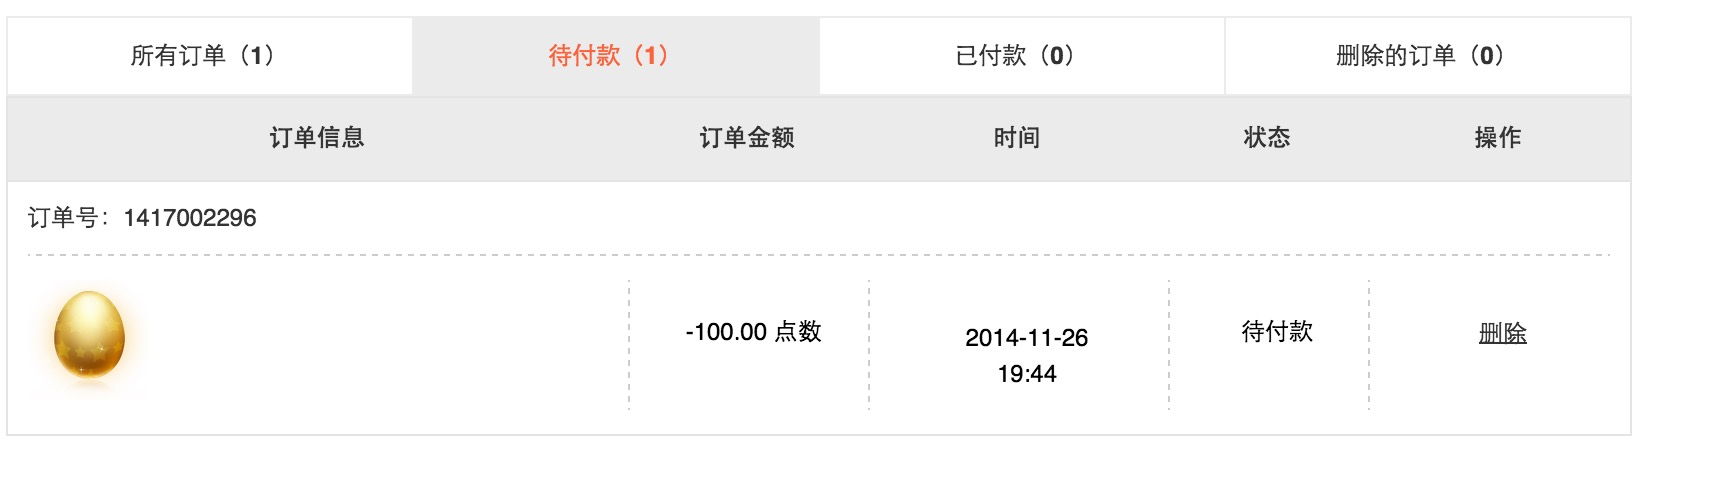 所有订单（1）
待付款（1）
已付款（0）
删除的订单（0）
订单信息
订单金额
时间
状态
操作
订单号：1417002296
-100.00 点数
2014-11-26
19:44
待付款
删除